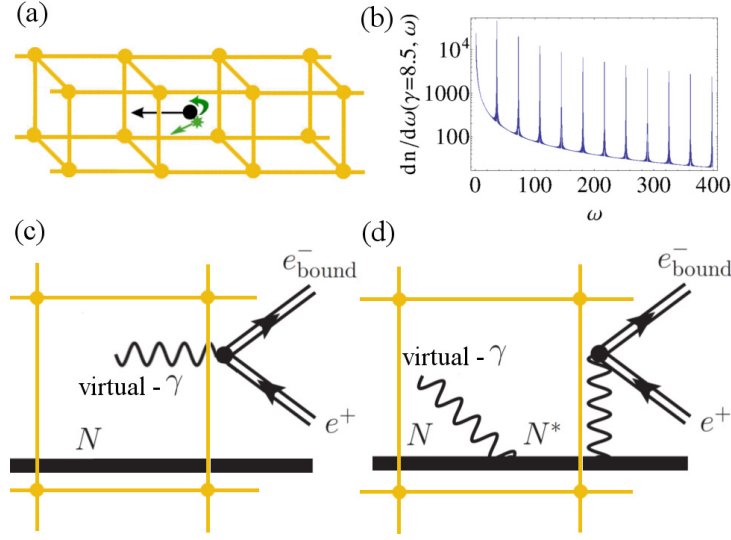 (a)
(b)
dn/dω(γ=8.5, ω)
10⁴
1000
100
0 100 200 300 400
ω
(c)
(d)
e⁻bound
virtual - γ
e⁺
N
e⁻bound
virtual - γ
N N* e⁺